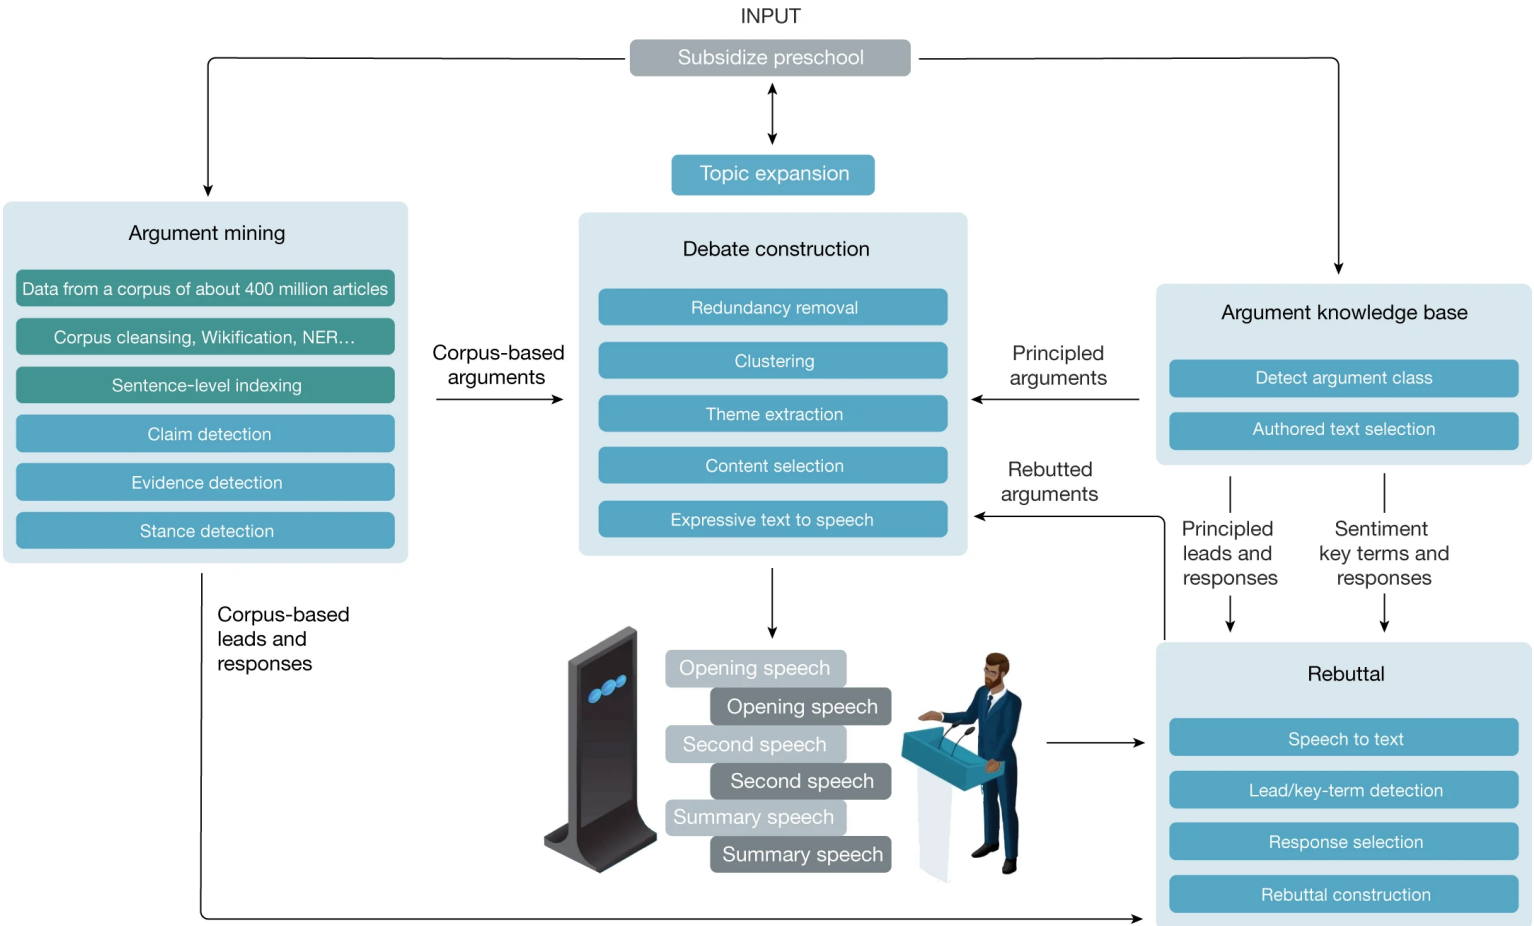 INPUT
Subsidize preschool
Topic expansion
Argument mining
Data from a corpus of about 400 million articles
Corpus cleansing, Wikification, NER...
Sentence-level indexing
Claim detection
Evidence detection
Stance detection
Corpus-based
arguments
Debate construction
Redundancy removal
Clustering
Theme extraction
Content selection
Expressive text to speech
Principled
arguments
Rebutted
arguments
Argument knowledge base
Detect argument class
Authored text selection
Principled
leads and
responses
Sentiment
key terms and
responses
Corpus-based
leads and
responses
Opening speech
Opening speech
Second speech
Second speech
Summary speech
Summary speech
Rebuttal
Speech to text
Lead/key-term detection
Response selection
Rebuttal construction